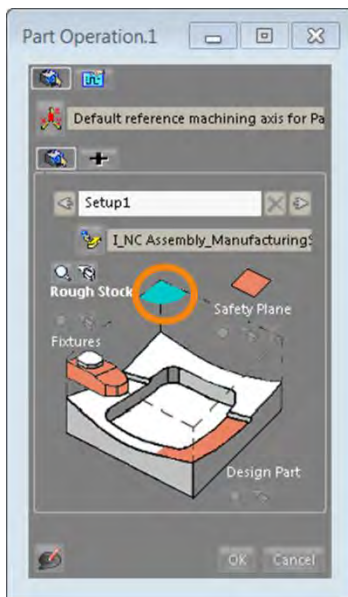 Part Operation.1
Default reference machining axis for Pa
Setup1
I_NC Assembly_Manufacturing
Rough Stock
Safety Plane
Fixtures
Design Part
OK Cancel